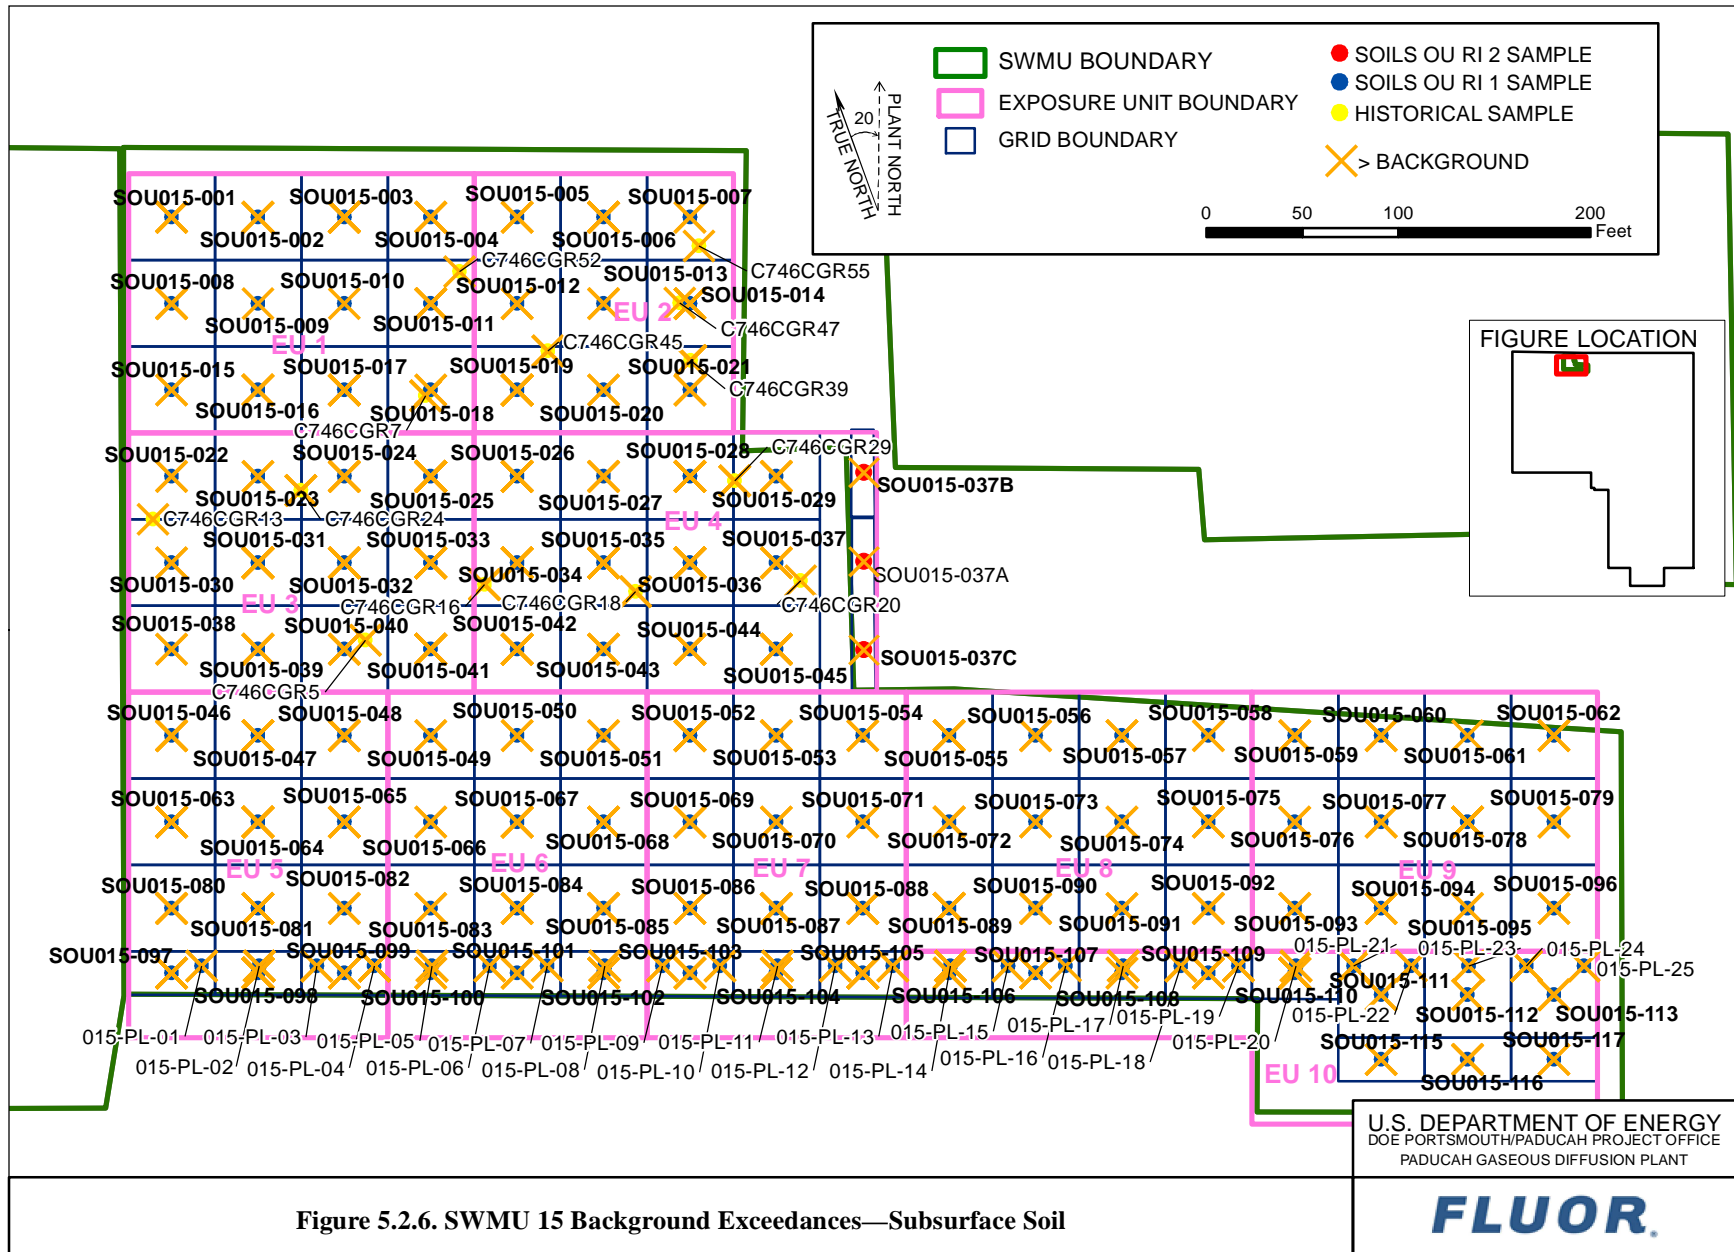 SWMU BOUNDARY
EXPOSURE UNIT BOUNDARY
GRID BOUNDARY
SOILS OU RI 2 SAMPLE
SOILS OU RI 1 SAMPLE
HISTORICAL SAMPLE
> BACKGROUND
20
TRUE NORTH
PLANT NORTH
0 50 100 200
Feet
FIGURE LOCATION
SOU015-001 SOU015-003 SOU015-005 SOU015-007
SOU015-002 SOU015-004 SOU015-006
C746CGR52 C746CGR55
SOU015-008 SOU015-010 SOU015-012 SOU015-013 SOU015-014
SOU015-009 SOU015-011 EU 2 C746CGR47
EU 1 C746CGR45
SOU015-015 SOU015-017 SOU015-019 SOU015-021
C746CGR39
SOU015-016 SOU015-018 SOU015-020
C746CGR7
SOU015-022 SOU015-024 SOU015-026 SOU015-028 C746CGR29
SOU015-023 SOU015-025 SOU015-027 SOU015-029 SOU015-037B
C746CGR13 C746CGR24 EU 4
SOU015-031 SOU015-033 SOU015-035 SOU015-037
SOU015-030 SOU015-032 SOU015-034 SOU015-036 SOU015-037A
EU 3 C746CGR16 C746CGR18 C746CGR20
SOU015-038 SOU015-040 SOU015-042 SOU015-044
SOU015-039 SOU015-041 SOU015-043 SOU015-045 SOU015-037C
C746CGR5
SOU015-046 SOU015-048 SOU015-050 SOU015-052 SOU015-054 SOU015-056 SOU015-058 SOU015-060 SOU015-062
SOU015-047 SOU015-049 SOU015-051 SOU015-053 SOU015-055 SOU015-057 SOU015-059 SOU015-061
SOU015-063 SOU015-065 SOU015-067 SOU015-069 SOU015-071 SOU015-073 SOU015-075 SOU015-077 SOU015-079
SOU015-064 SOU015-066 SOU015-068 SOU015-070 SOU015-072 SOU015-074 SOU015-076 SOU015-078
EU 5 EU 6 EU 7 EU 8 EU 9
SOU015-080 SOU015-082 SOU015-084 SOU015-086 SOU015-088 SOU015-090 SOU015-092 SOU015-094 SOU015-096
SOU015-081 SOU015-083 SOU015-085 SOU015-087 SOU015-089 SOU015-091 SOU015-093 SOU015-095
SOU015-097 SOU015-099 SOU015-101 SOU015-103 SOU015-105 SOU015-107 SOU015-109 015-PL-21 015-PL-23 015-PL-24
015-PL-25
SOU015-111
SOU015-098 SOU015-100 SOU015-102 SOU015-104 SOU015-106 SOU015-108 SOU015-110
015-PL-22 SOU015-112 SOU015-113
015-PL-01 015-PL-03 015-PL-05 015-PL-07 015-PL-09 015-PL-11 015-PL-13 015-PL-15 015-PL-17 015-PL-19
015-PL-20 SOU015-115 SOU015-117
015-PL-02 015-PL-04 015-PL-06 015-PL-08 015-PL-10 015-PL-12 015-PL-14 015-PL-16 015-PL-18
EU 10 SOU015-116
U.S. DEPARTMENT OF ENERGY
DOE PORTSMOUTH/PADUCAH PROJECT OFFICE
PADUCAH GASEOUS DIFFUSION PLANT
Figure 5.2.6. SWMU 15 Background Exceedances—Subsurface Soil
FLUOR®